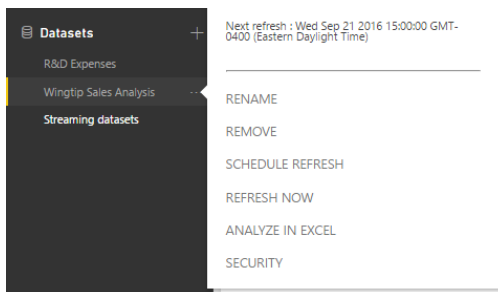 Datasets
R&D Expenses
Wingtip Sales Analysis
Streaming datasets
Next refresh : Wed Sep 21 2016 15:00:00 GMT-
0400 (Eastern Daylight Time)
RENAME
REMOVE
SCHEDULE REFRESH
REFRESH NOW
ANALYZE IN EXCEL
SECURITY